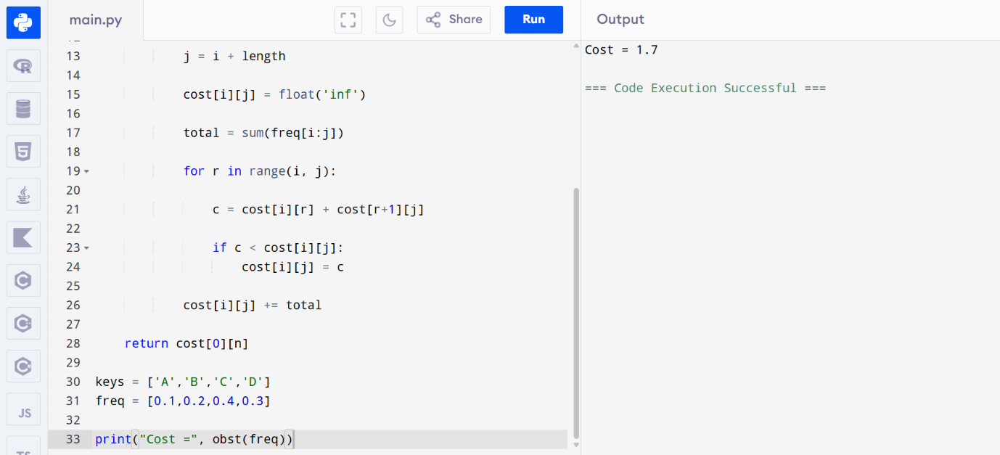 main.py
Share
Run
Output
13 j = i + length
14
15 cost[i][j] = float('inf')
16
17 total = sum(freq[i:j])
18
19 for r in range(i, j):
20
21 c = cost[i][r] + cost[r+1][j]
22
23 if c < cost[i][j]:
24 cost[i][j] = c
25
26 cost[i][j] += total
27
28 return cost[0][n]
29
30 keys = ['A','B','C','D']
31 freq = [0.1,0.2,0.4,0.3]
32
33 print("Cost =", obst(freq))
Cost = 1.7
=== Code Execution Successful ===
R
5
C
C
C
JS